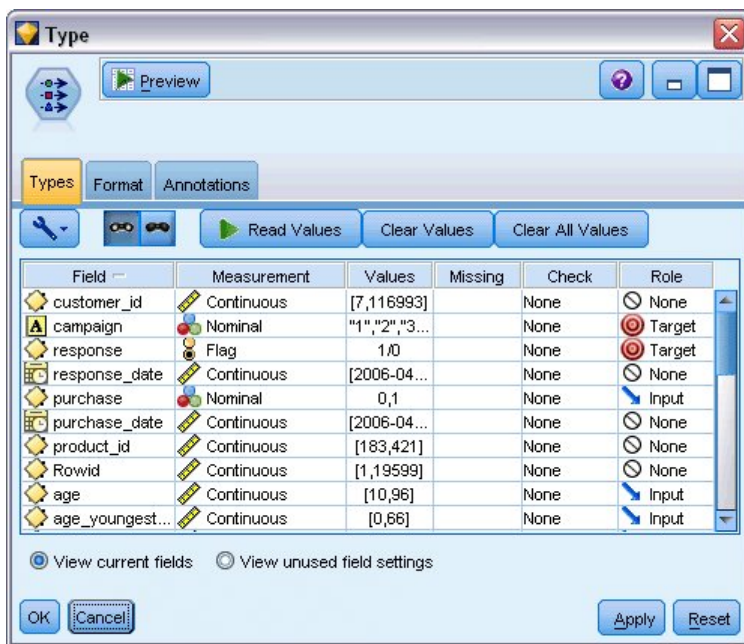 Type
Preview
Types Format Annotations
Read Values Clear Values Clear All Values
Field Measurement Values Missing Check Role
customer_id Continuous [7,116993] None None
A campaign Nominal "1","2","3... None Target
response Flag 1/0 None Target
response_date Continuous [2006-04... None None
purchase Nominal 0,1 None Input
purchase_date Continuous [2006-04... None None
product_id Continuous [183,421] None None
Rowid Continuous [1,19599] None None
age Continuous [10,96] None Input
age_youngest... Continuous [0,66] None Input
View current fields View unused field settings
OK Cancel Apply Reset